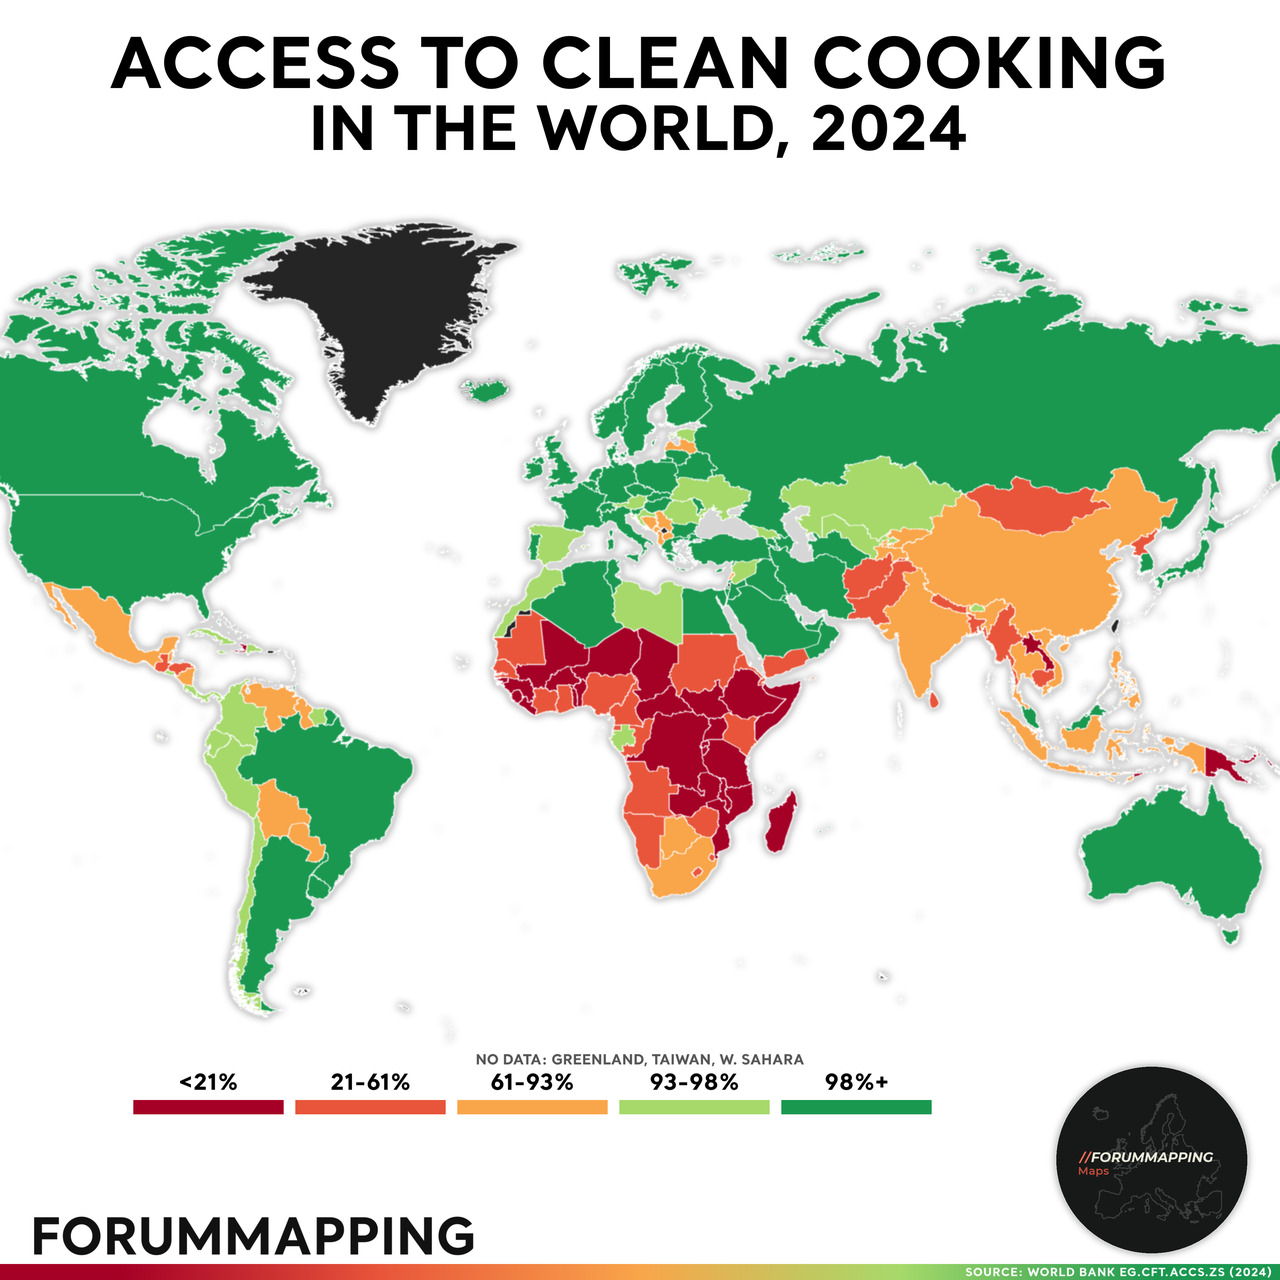 ACCESS TO CLEAN COOKING
IN THE WORLD, 2024
NO DATA: GREENLAND, TAIWAN, W. SAHARA
<21% 21-61% 61-93% 93-98% 98%+
//FORUMMAPPING
Maps
FORUMMAPPING
SOURCE: WORLD BANK EG.CFT.ACCS.ZS (2024)